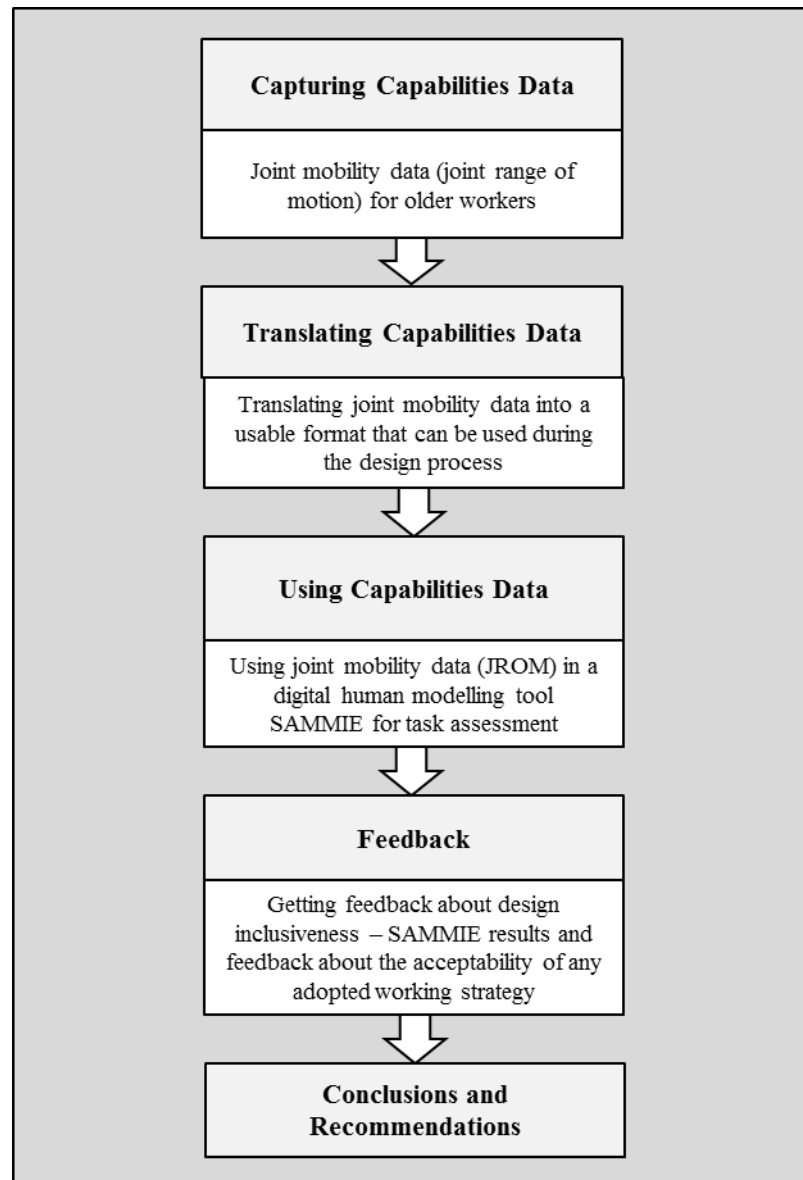 Capturing Capabilities Data
Joint mobility data (joint range of
motion) for older workers
Translating Capabilities Data
Translating joint mobility data into a
usable format that can be used during
the design process
Using Capabilities Data
Using joint mobility data (JROM) in a
digital human modelling tool
SAMMIE for task assessment
Feedback
Getting feedback about design
inclusiveness – SAMMIE results and
feedback about the acceptability of any
adopted working strategy
Conclusions and
Recommendations